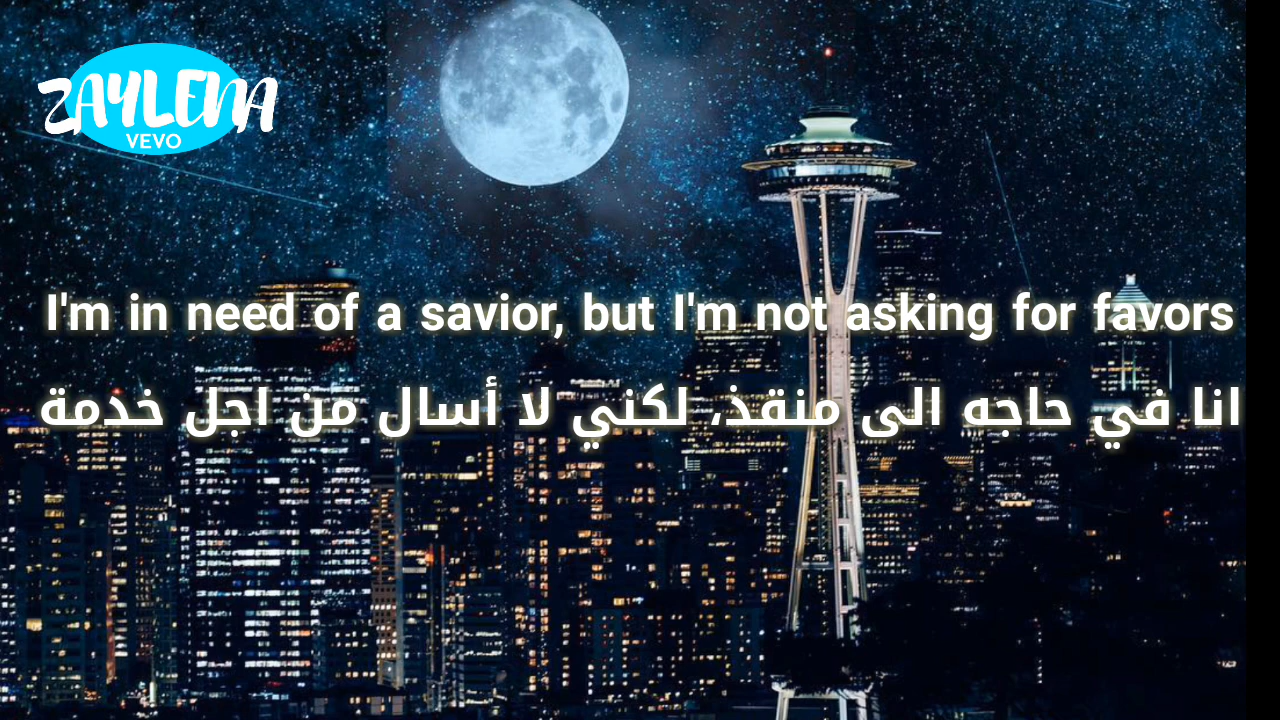 ZAYLENA
VEVO
I'm in need of a savior, but I'm not asking for favors
انا في حاجه الى منقذ، لكني لا أسال من اجل خدمة